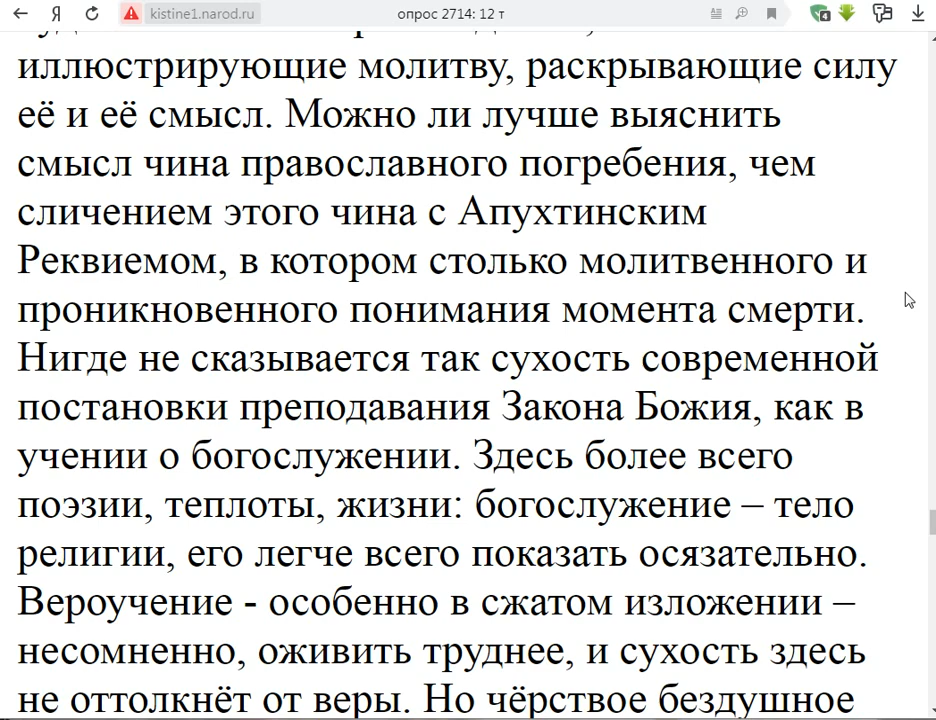 kistine1.narod.ru
опрос 2714: 12 т
4
иллюстрирующие молитву, раскрывающие силу
её и её смысл. Можно ли лучше выяснить
смысл чина православного погребения, чем
сличением этого чина с Апухтинским
Реквиемом, в котором столько молитвенного и
проникновенного понимания момента смерти.
Нигде не сказывается так сухость современной
постановки преподавания Закона Божия, как в
учении о богослужении. Здесь более всего
поэзии, теплоты, жизни: богослужение – тело
религии, его легче всего показать осязательно.
Вероучение - особенно в сжатом изложении –
несомненно, оживить труднее, и сухость здесь
не оттолкнёт от веры. Но чёрствое бездушное